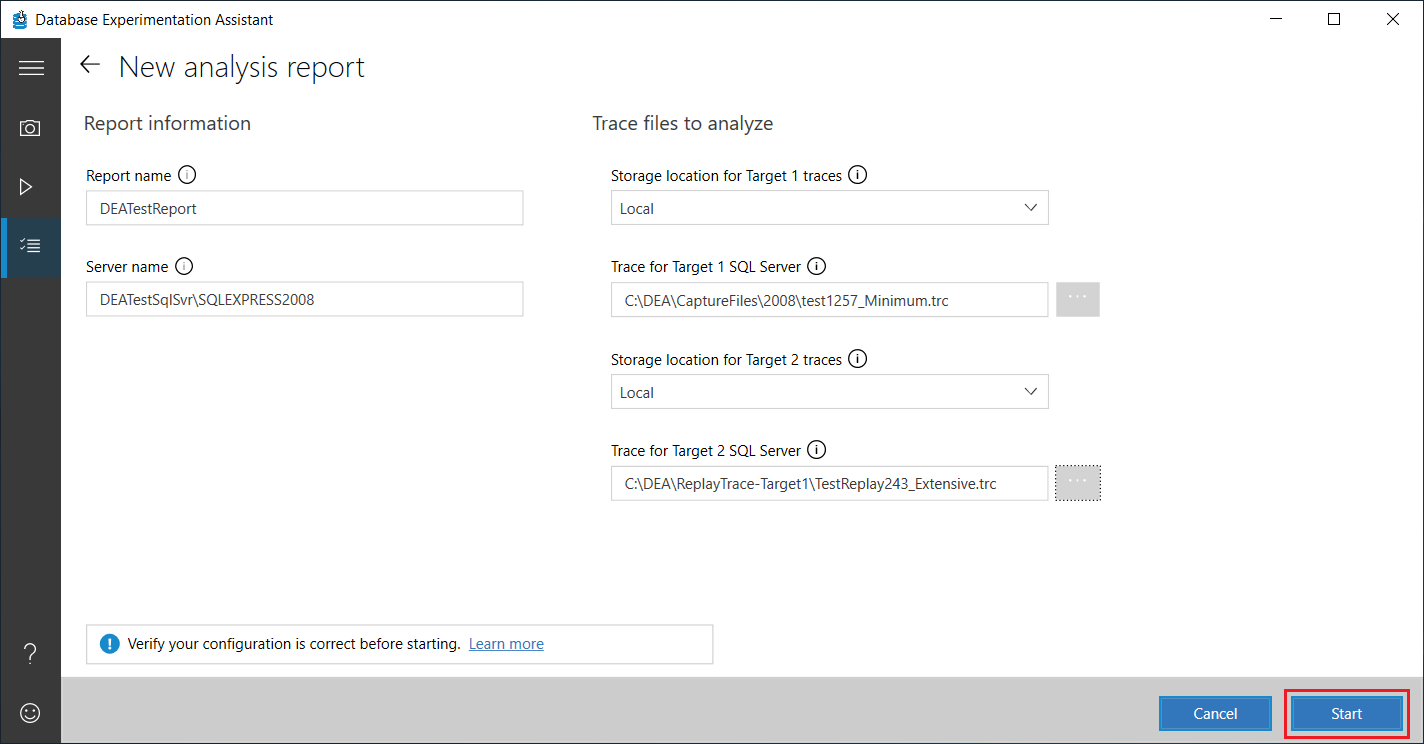 Database Experimentation Assistant
New analysis report
Report information
Report name
DEATestReport
Server name
DEATestSqlSvr\SQLEXPRESS2008
Trace files to analyze
Storage location for Target 1 traces
Local
Trace for Target 1 SQL Server
C:\DEA\CaptureFiles\2008\test1257_Minimum.trc
...
Storage location for Target 2 traces
Local
Trace for Target 2 SQL Server
C:\DEA\ReplayTrace-Target1\TestReplay243_Extensive.trc
...
Verify your configuration is correct before starting. Learn more
Cancel
Start